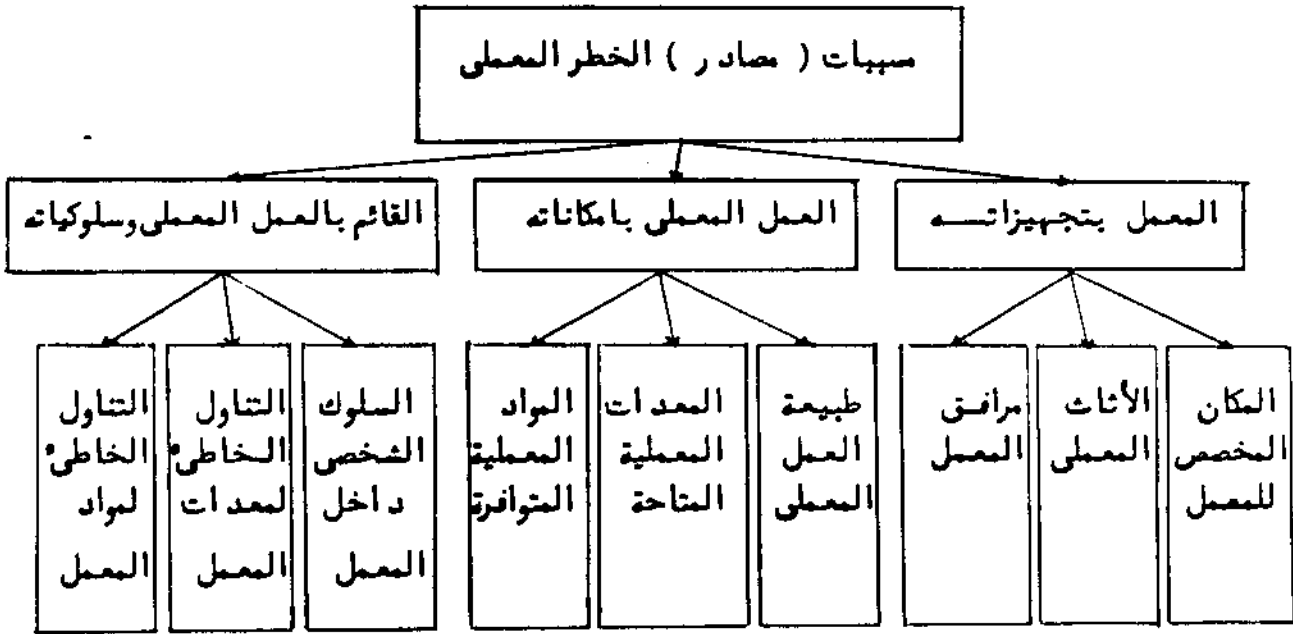 مسببات ( مصادر ) الخطر المعملى
المعمل بتجهيزاتــه
العمل المعملى بامكاناته
القائم بالعمل المعملى وسلوكياته
المكان
المخصص
للمعمل
الأثاث
المعملى
مرافق
المعمل
طبيعة
العمل
المعملى
المعدات
المعملية
المتاحة
المواد
المعملية
المتوافرة
السلوك
الشخصى
داخل
المعمل
التناول
الخاطئ
لمعدات
المعمل
التناول
الخاطئ
لمواد
المعمل